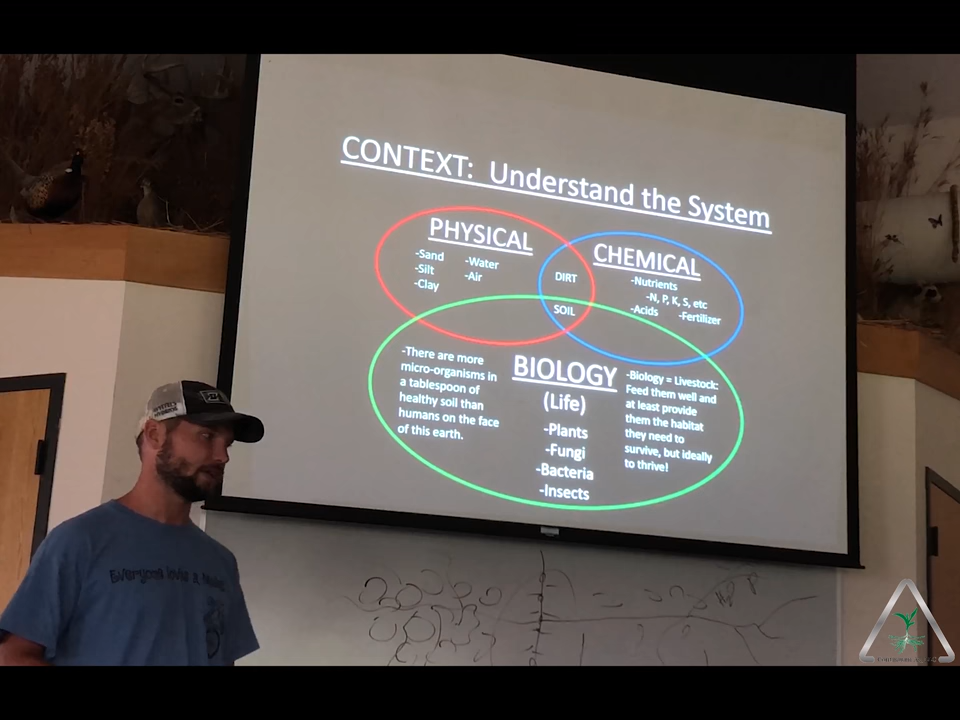 CONTEXT: Understand the System
PHYSICAL
-Sand -Water
-Silt -Air
-Clay
DIRT
SOIL
CHEMICAL
-Nutrients
-N, P, K, S, etc
-Acids -Fertilizer
-There are more
micro-organisms in
a tablespoon of
healthy soil than
humans on the face
of this earth.
BIOLOGY
(Life)
-Plants
-Fungi
-Bacteria
-Insects
-Biology = Livestock:
Feed them well and
at least provide
them the habitat
they need to
survive, but ideally
to thrive!
Everyone loves a